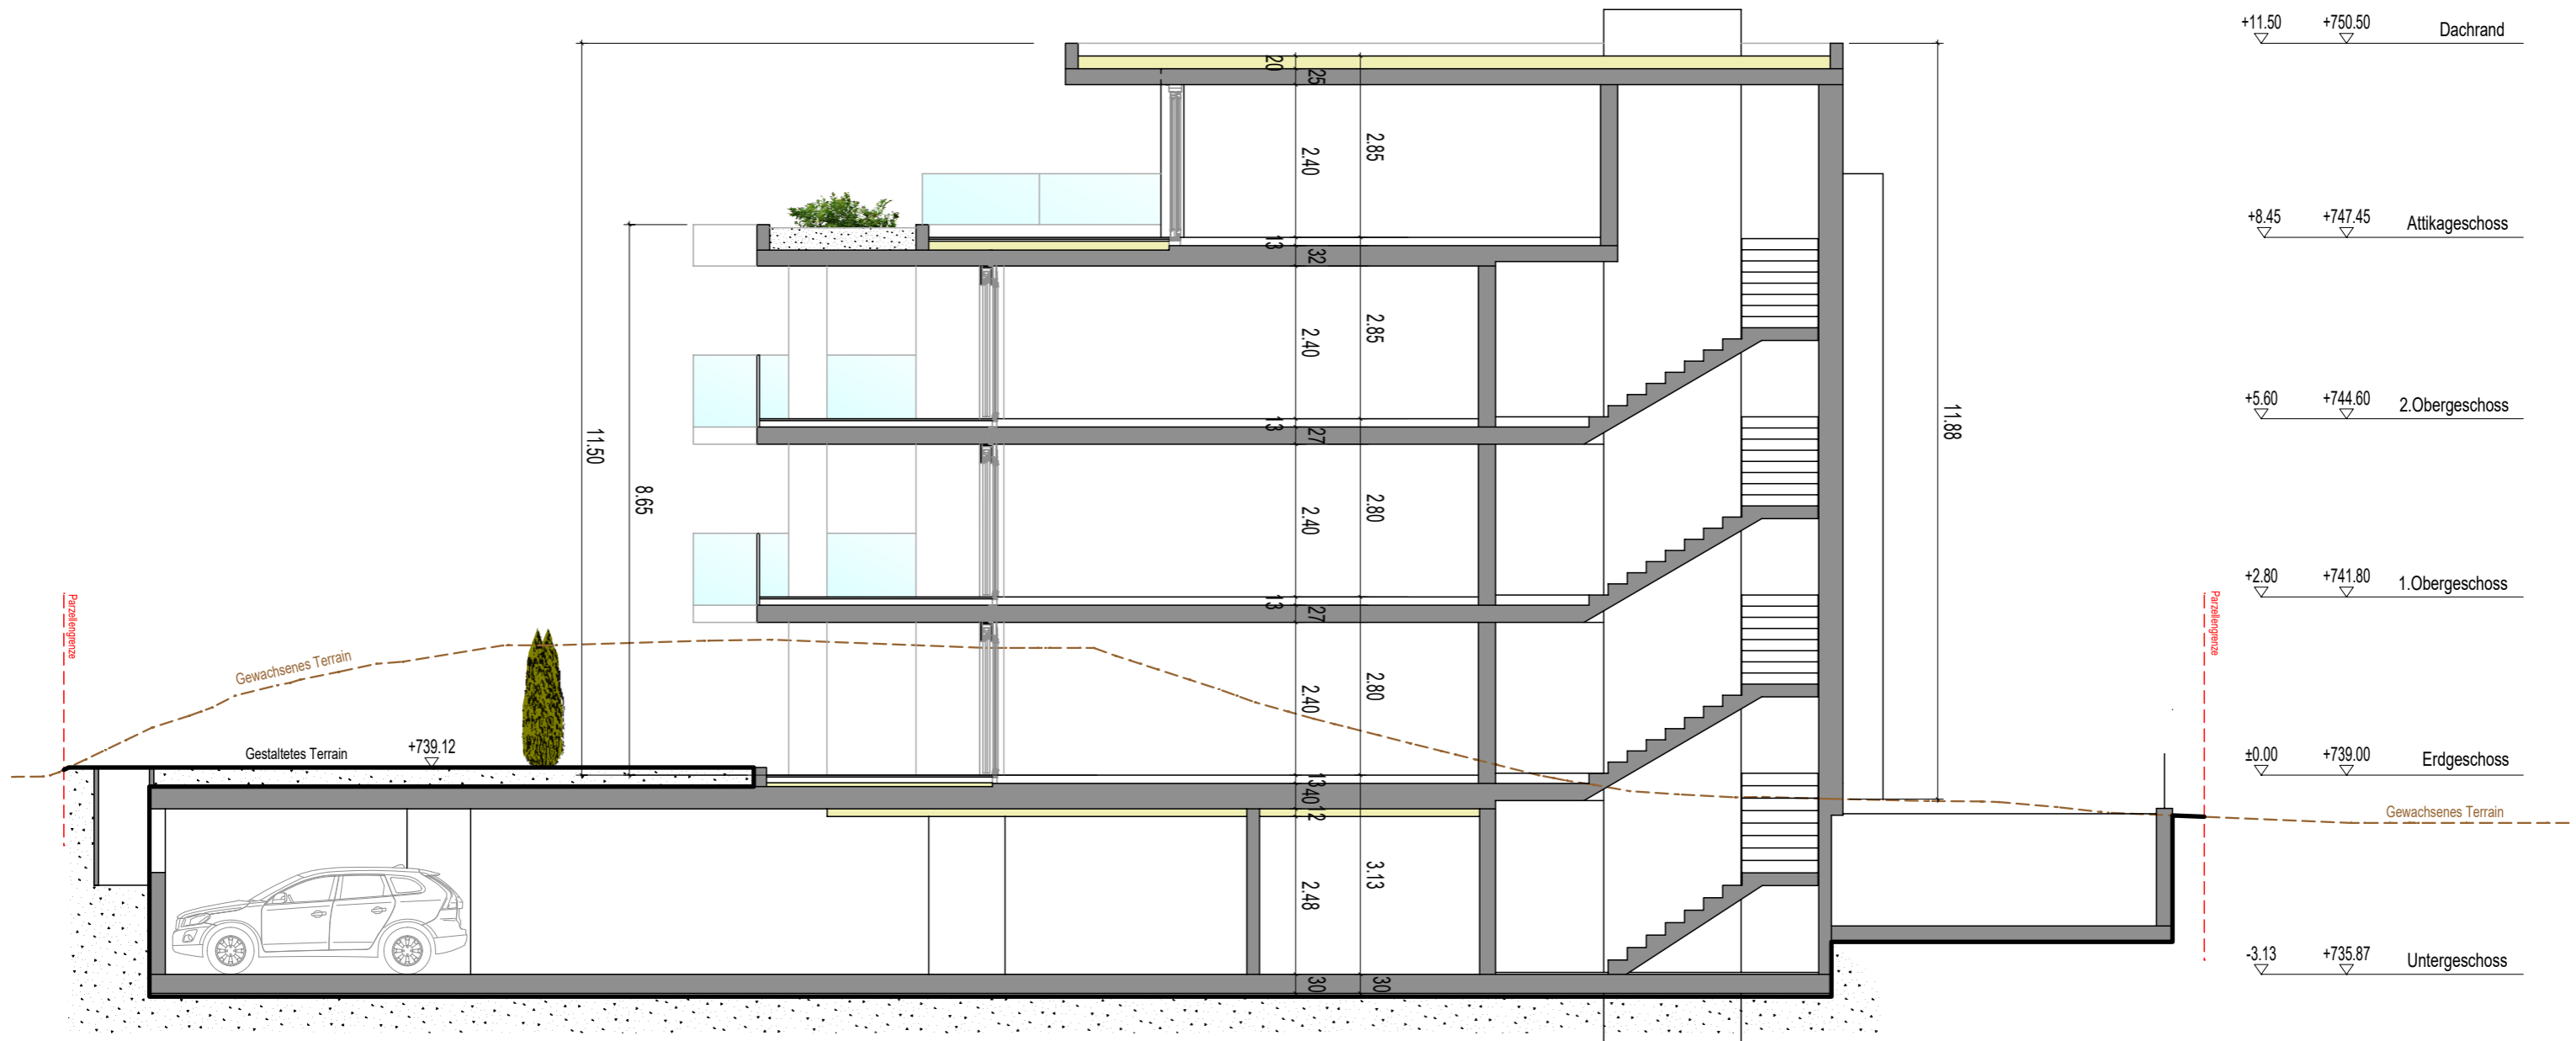 +11.50 +750.50 Dachrand
20
25
2.85
2.40
+8.45 +747.45 Attikageschoss
13
32
2.85
2.40
11.50
8.65
11.88
+5.60 +744.60 2.Obergeschoss
13
27
2.80
2.40
+2.80 +741.80 1.Obergeschoss
13
27
Parzellengrenze
Parzellengrenze
Gewachsenes Terrain
2.80
2.40
Gestaltetes Terrain +739.12
±0.00 +739.00 Erdgeschoss
13
40
12
Gewachsenes Terrain
3.13
2.48
-3.13 +735.87 Untergeschoss
30
30